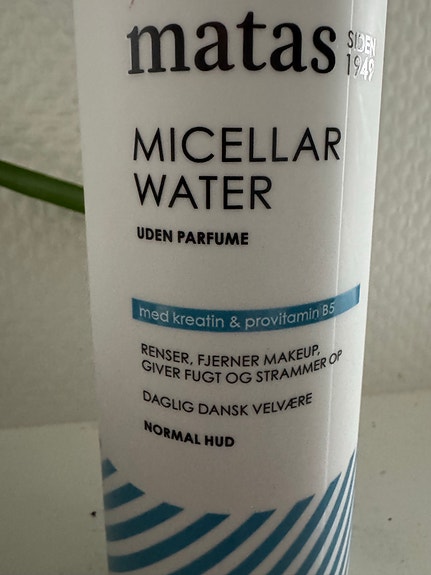 matas SIDEN
1949
MICELLAR
WATER
UDEN PARFUME
med kreatin & provitamin B5
RENSER, FJERNER MAKEUP,
GIVER FUGT OG STRAMMER OP
DAGLIG DANSK VELVÆRE
NORMAL HUD